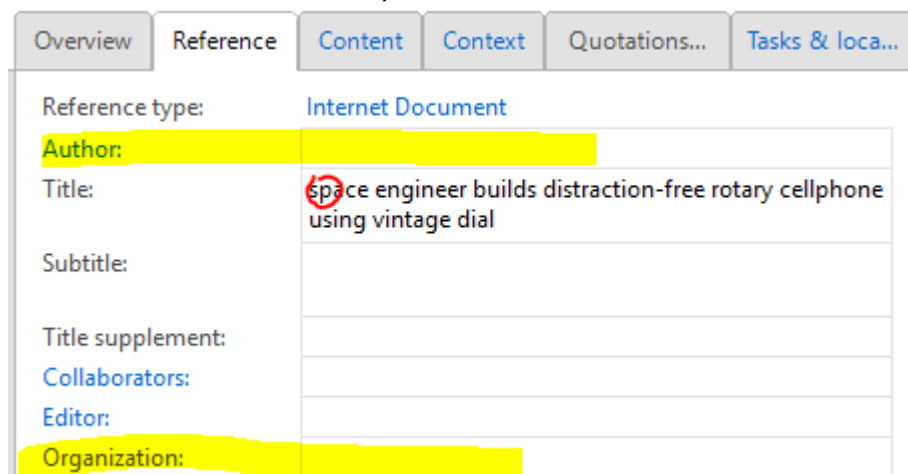 Overview Reference Content Context Quotations... Tasks & loca...
Reference type: Internet Document
Author:
Title: space engineer builds distraction-free rotary cellphone
using vintage dial
Subtitle:
Title supplement:
Collaborators:
Editor:
Organization: